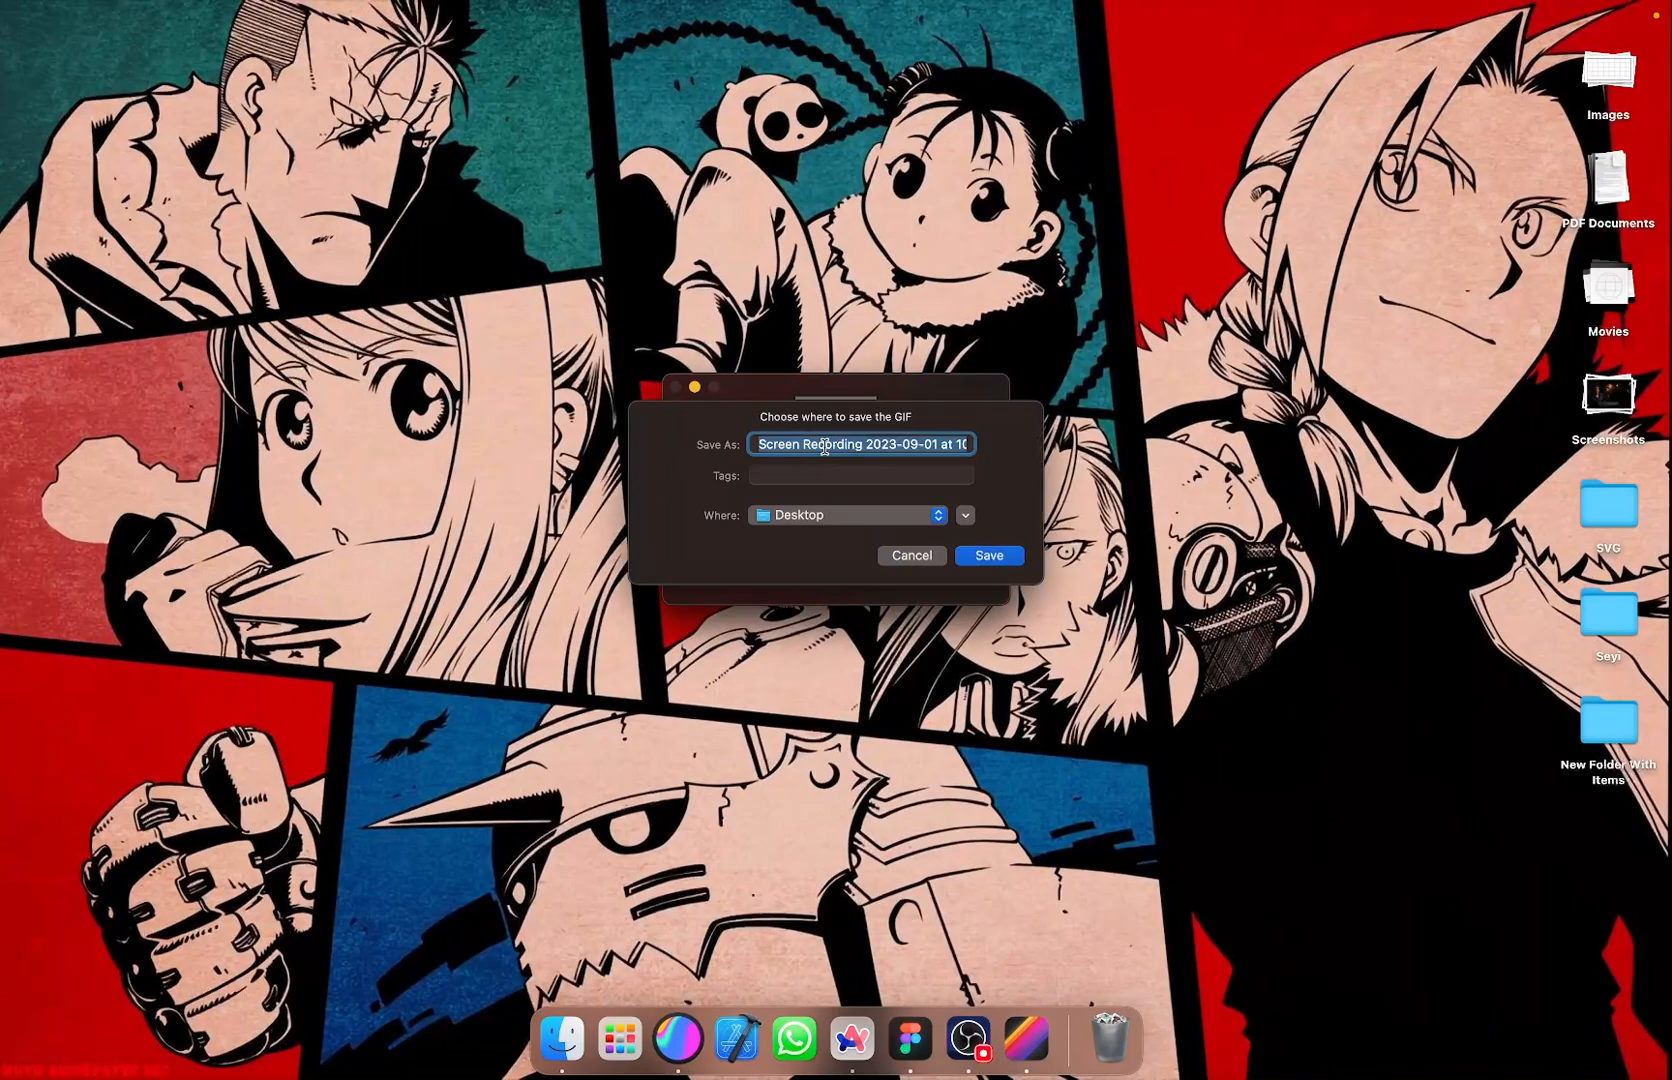 Images
PDF Documents
Movies
Screenshots
SVG
Seyi
New Folder With
Items
Choose where to save the GIF
Save As: Screen Recording 2023-09-01 at 10
Tags:
Where: Desktop
Cancel Save